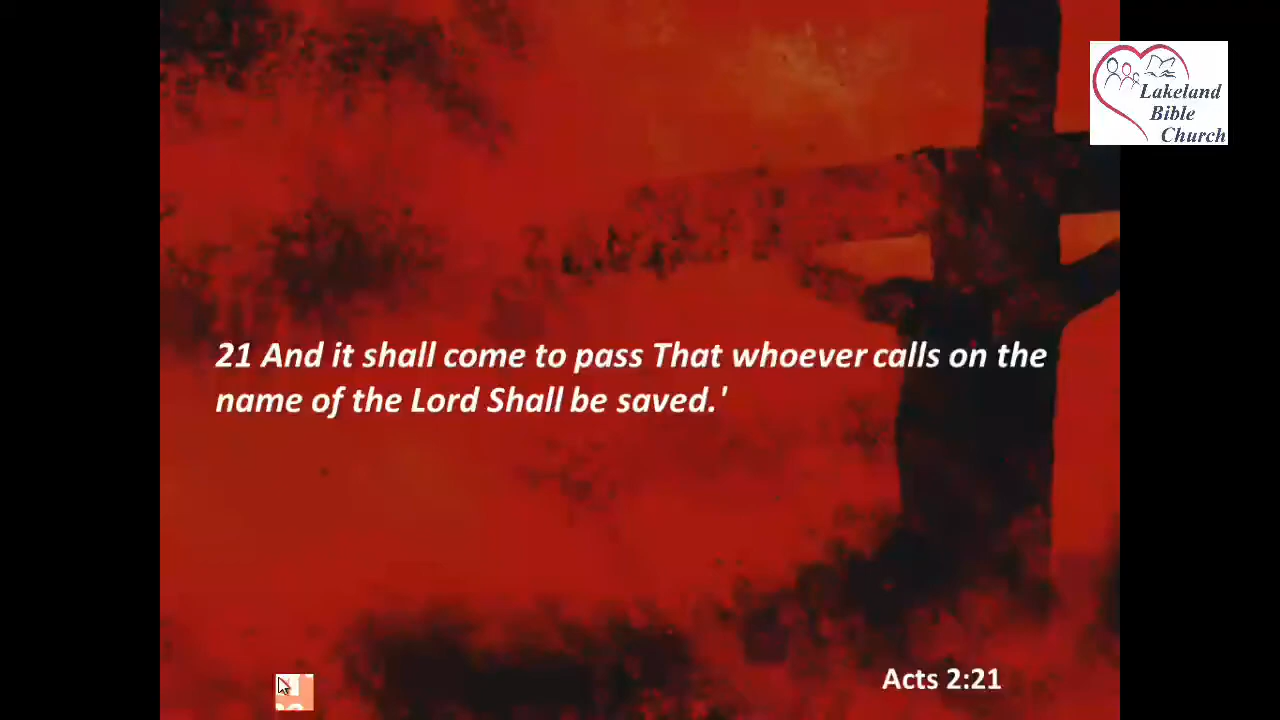 Lakeland
Bible
Church
21 And it shall come to pass That whoever calls on the
name of the Lord Shall be saved.'
Acts 2:21